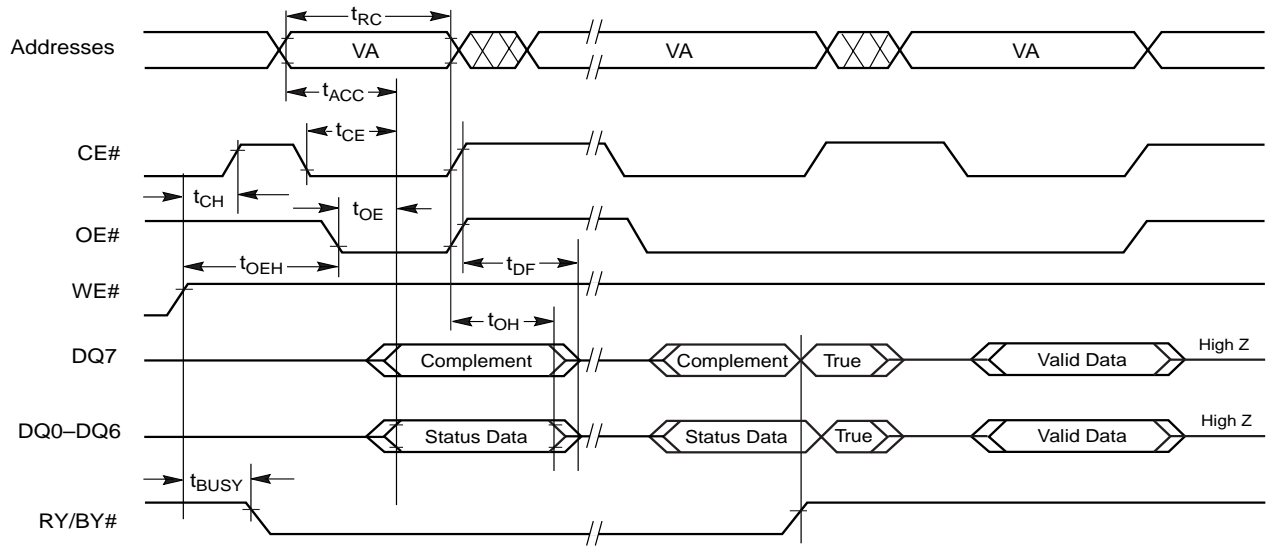 tRC
Addresses VA VA VA
tACC
tCE
CE#
tCH tOE
OE#
tOEH tDF
WE#
tOH
DQ7 Complement Complement True Valid Data High Z
DQ0–DQ6 Status Data Status Data True Valid Data High Z
tBUSY
RY/BY#